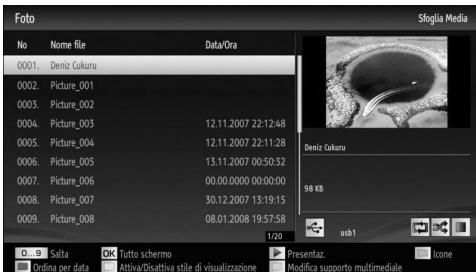 Foto Sfoglia Media
No Nome file Data/Ora
0001. Deniz Cukuru
0002. Picture_001
0003. Picture_002
0004. Picture_003 12.11.2007 22:12:48
0005. Picture_004 12.11.2007 22:11:28
0006. Picture_005 13.11.2007 00:50:32
0007. Picture_006 00.00.0000 00:00:00
0008. Picture_007 30.12.2007 13:19:15
0009. Picture_008 08.01.2008 19:57:58
1/20
Deniz Cukuru
98 KB
usb1
0...9 Salta OK Tutto schermo Presentaz. Icone
Ordina per data Attiva/Disattiva stile di visualizzazione Modifica supporto multimediale